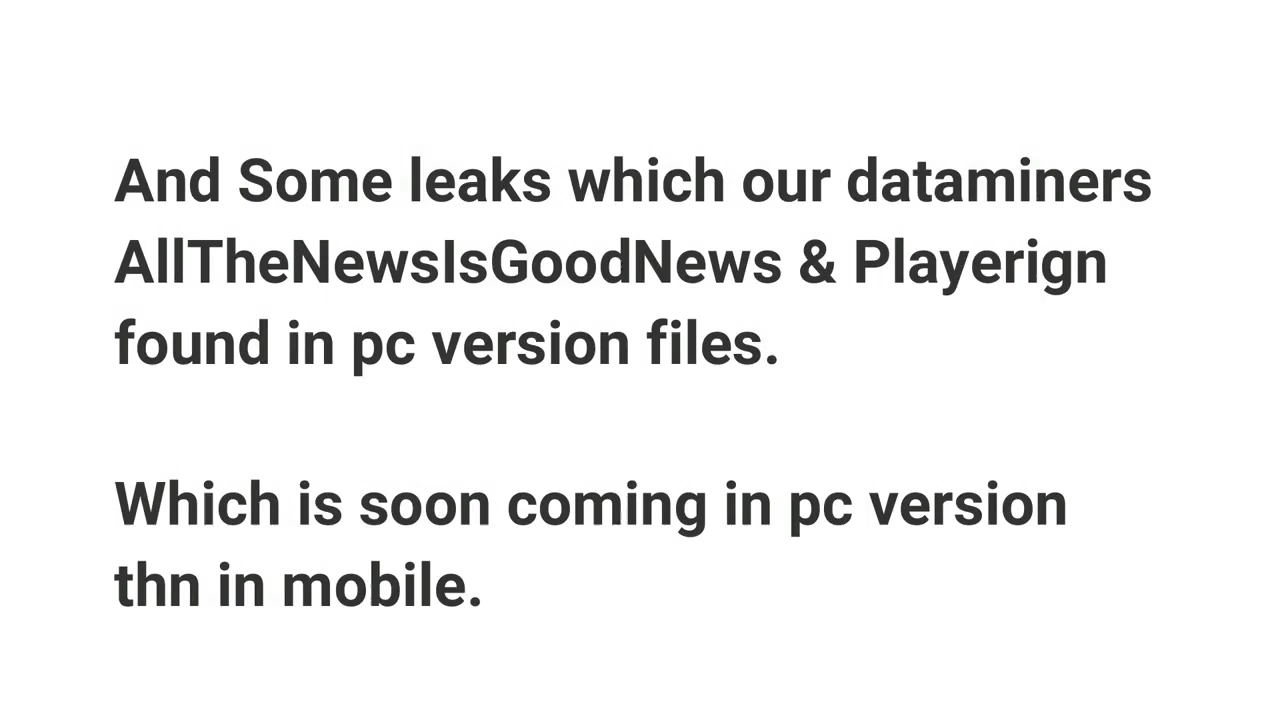 And Some leaks which our dataminers
AllTheNewsIsGoodNews & Playerign
found in pc version files.
Which is soon coming in pc version
thn in mobile.